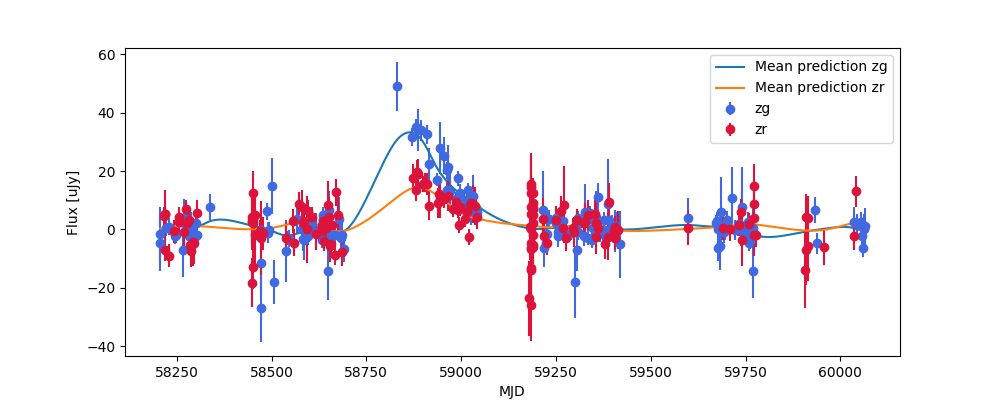 60
40
20
0
−20
−40
Flux [uJy]
58250
58500
58750
59000
59250
59500
59750
60000
MJD
Mean prediction zg
Mean prediction zr
zg
zr